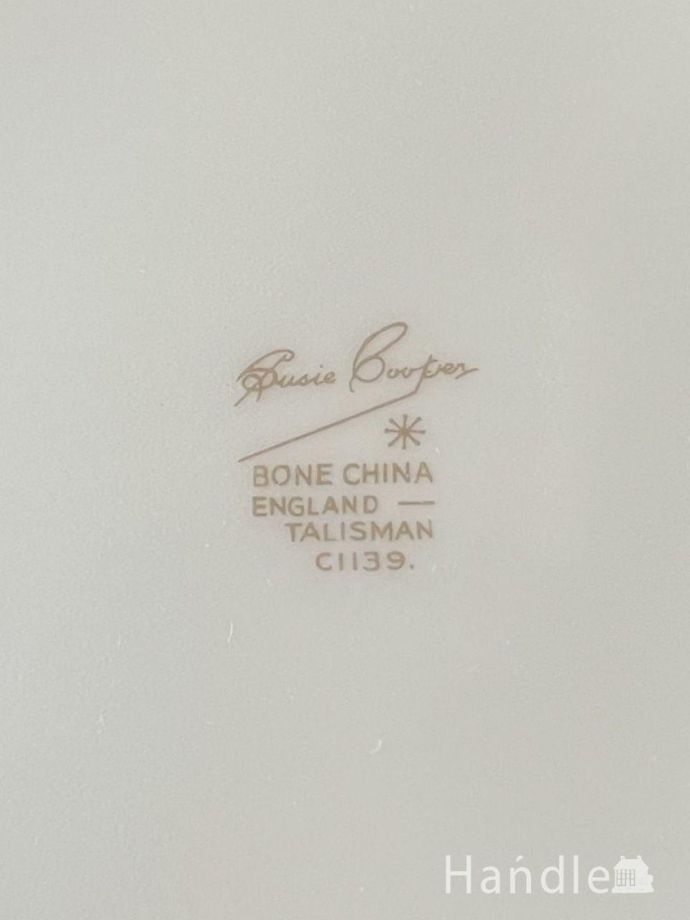 Susie Cooper
BONE CHINA
ENGLAND —
TALISMAN
C1139.
Handle